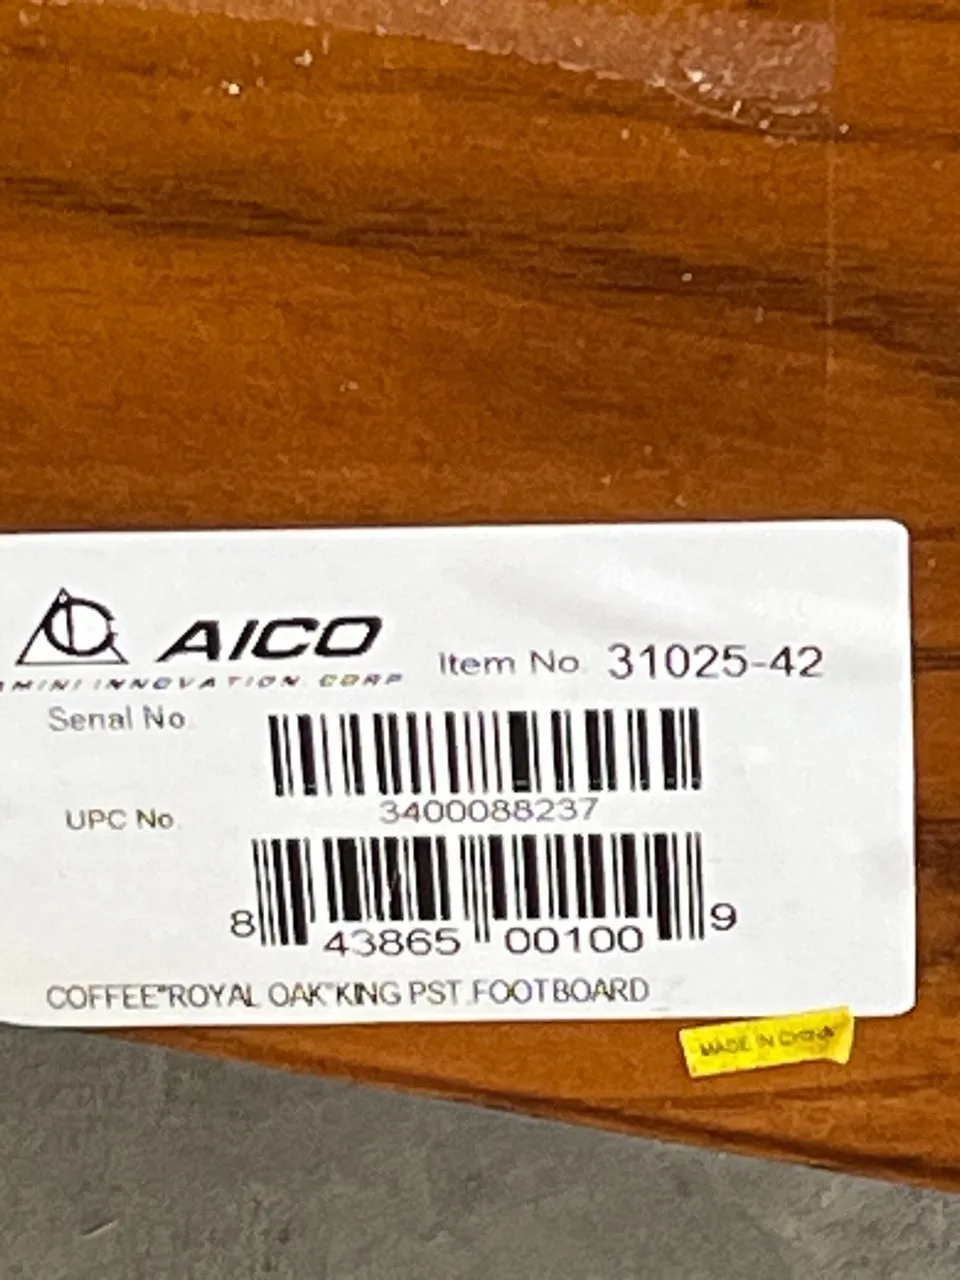 AICO
AMINI INNOVATION CORP
Item No. 31025-42
Serial No.
3400088237
UPC No.
8 43865 00100 9
COFFEE"ROYAL OAK"KING PST.FOOTBOARD
MADE IN CHINA